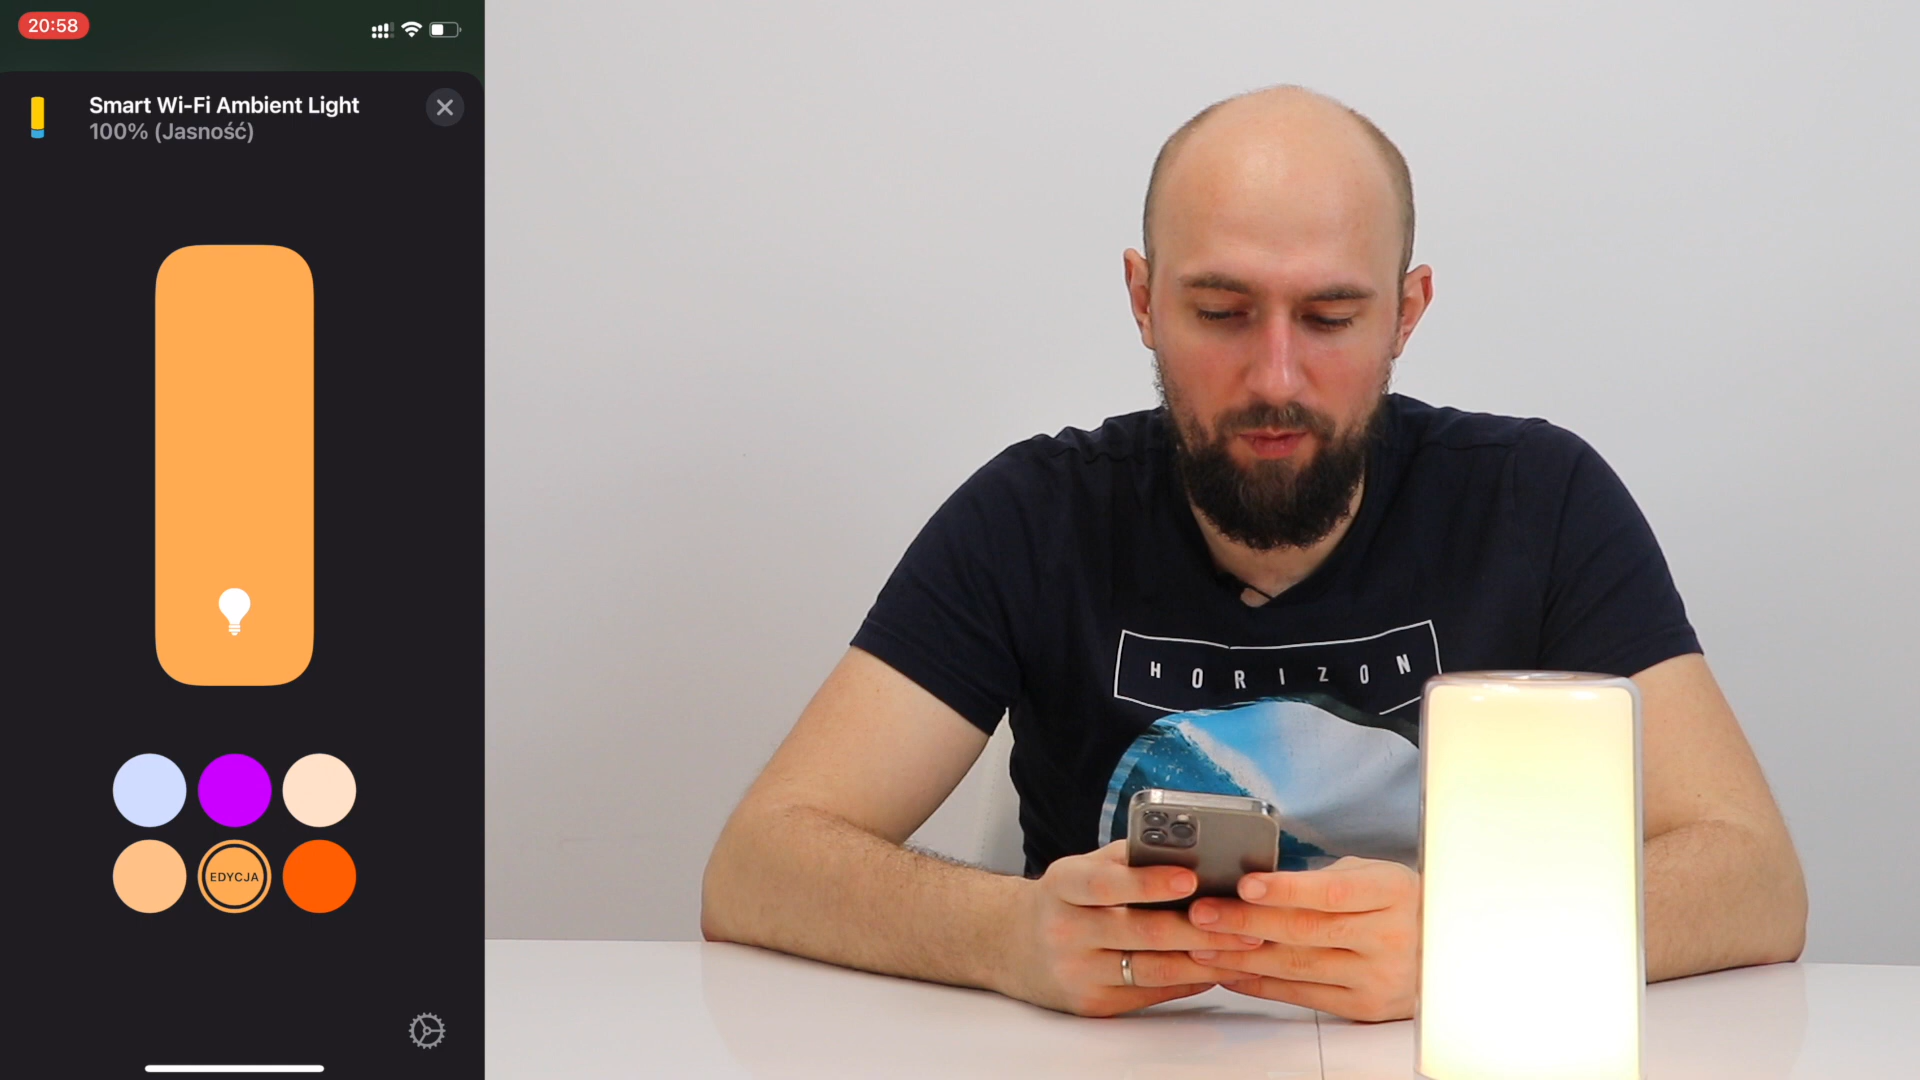 20:58
Smart Wi-Fi Ambient Light
100% (Jasność)
EDYCJA
HORIZON